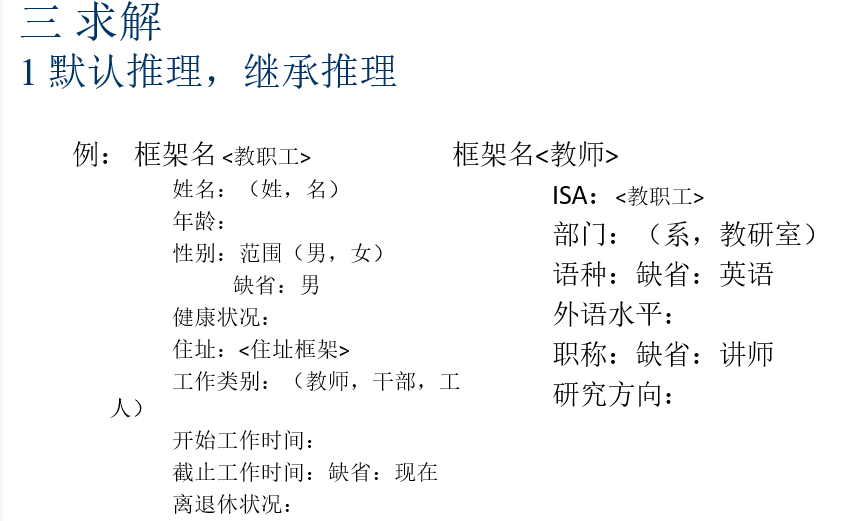 三 求解
1 默认推理，继承推理
例： 框架名 <教职工>
姓名：（姓，名）
年龄：
性别：范围（男，女）
缺省：男
健康状况：
住址：<住址框架>
工作类别：（教师，干部，工
人）
开始工作时间：
截止工作时间：缺省：现在
离退休状况：
框架名<教师>
ISA：<教职工>
部门：（系，教研室）
语种：缺省：英语
外语水平：
职称：缺省：讲师
研究方向：